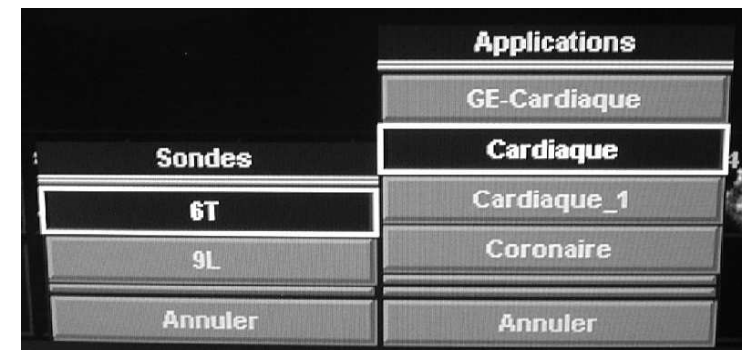 Applications
GE-Cardiaque
Cardiaque
Cardiaque_1
Coronaire
Annuler
Sondes
6T
9L
Annuler